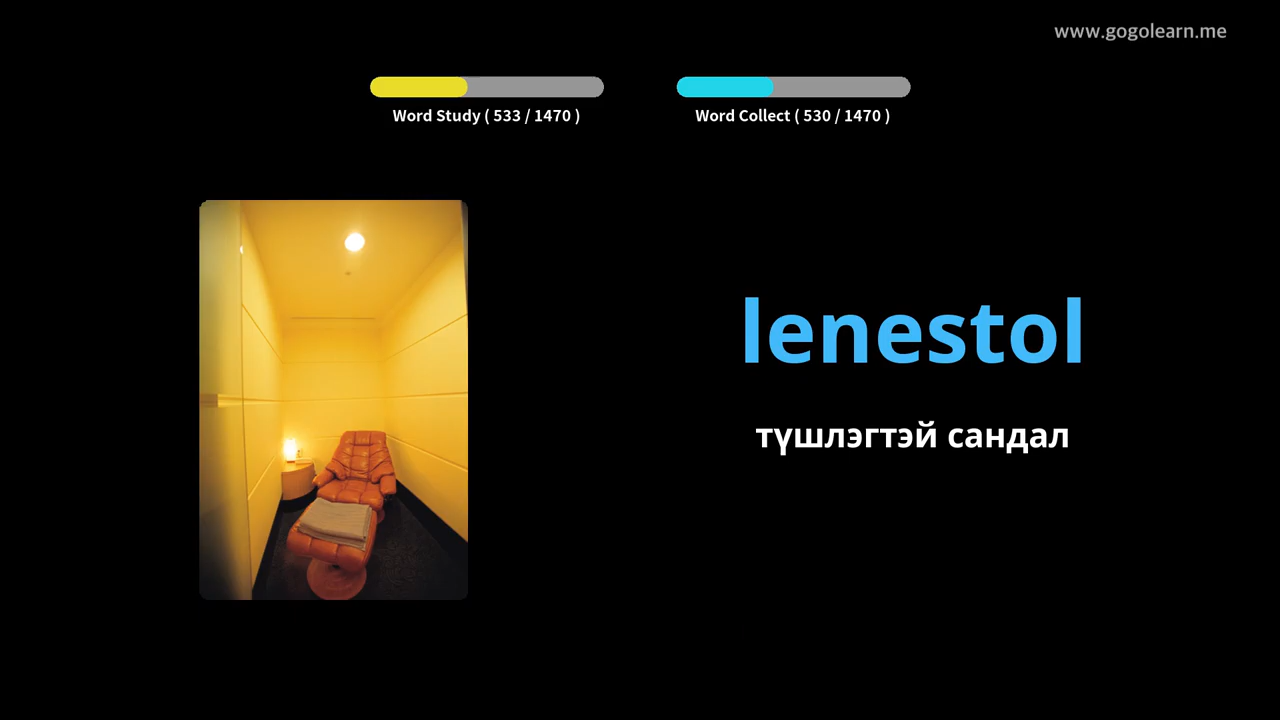 www.gogolearn.me
Word Study ( 533 / 1470 )
Word Collect ( 530 / 1470 )
lenestol
түшлэгтэй сандал